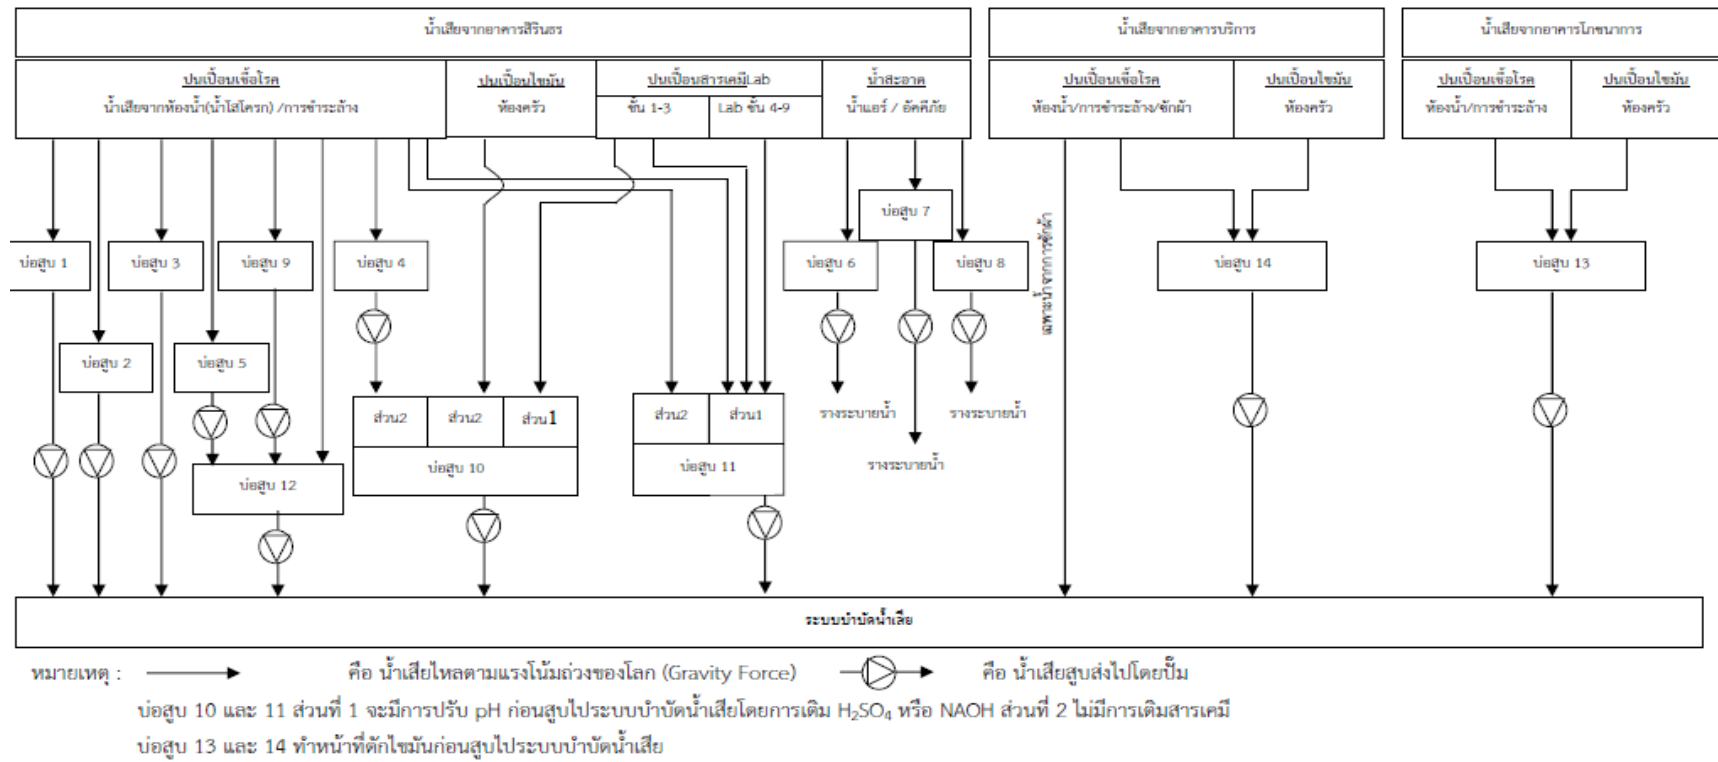 น้ำเสียจากอาคารสิรินธร
น้ำเสียจากอาคารบริการ
น้ำเสียจากอาคารโภชนาการ
ปนเปื้อนเชื้อโรค
น้ำเสียจากห้องน้ำ(น้ำโสโครก) /การชำระล้าง
ปนเปื้อนไขมัน
ห้องครัว
ปนเปื้อนสารเคมีLab
ชั้น 1-3
Lab ชั้น 4-9
น้ำสะอาด
น้ำแอร์ / อัคคีภัย
ปนเปื้อนเชื้อโรค
ห้องน้ำ/การชำระล้าง/ซักผ้า
ปนเปื้อนไขมัน
ห้องครัว
ปนเปื้อนเชื้อโรค
ห้องน้ำ/การชำระล้าง
ปนเปื้อนไขมัน
ห้องครัว
บ่อสูบ 7
เฉพาะน้ำจากการซักผ้า
บ่อสูบ 1
บ่อสูบ 3
บ่อสูบ 9
บ่อสูบ 4
บ่อสูบ 6
บ่อสูบ 8
บ่อสูบ 14
บ่อสูบ 13
บ่อสูบ 2
บ่อสูบ 5
ส่วน2
ส่วน2
ส่วน1
ส่วน2
ส่วน1
รางระบายน้ำ
รางระบายน้ำ
บ่อสูบ 10
บ่อสูบ 11
รางระบายน้ำ
บ่อสูบ 12
ระบบบำบัดน้ำเสีย
หมายเหตุ : คือ น้ำเสียไหลตามแรงโน้มถ่วงของโลก (Gravity Force) คือ น้ำเสียสูบส่งไปโดยปั๊ม
บ่อสูบ 10 และ 11 ส่วนที่ 1 จะมีการปรับ pH ก่อนสูบไประบบบำบัดน้ำเสียโดยการเติม H₂SO₄ หรือ NAOH ส่วนที่ 2 ไม่มีการเติมสารเคมี
บ่อสูบ 13 และ 14 ทำหน้าที่ดักไขมันก่อนสูบไประบบบำบัดน้ำเสีย